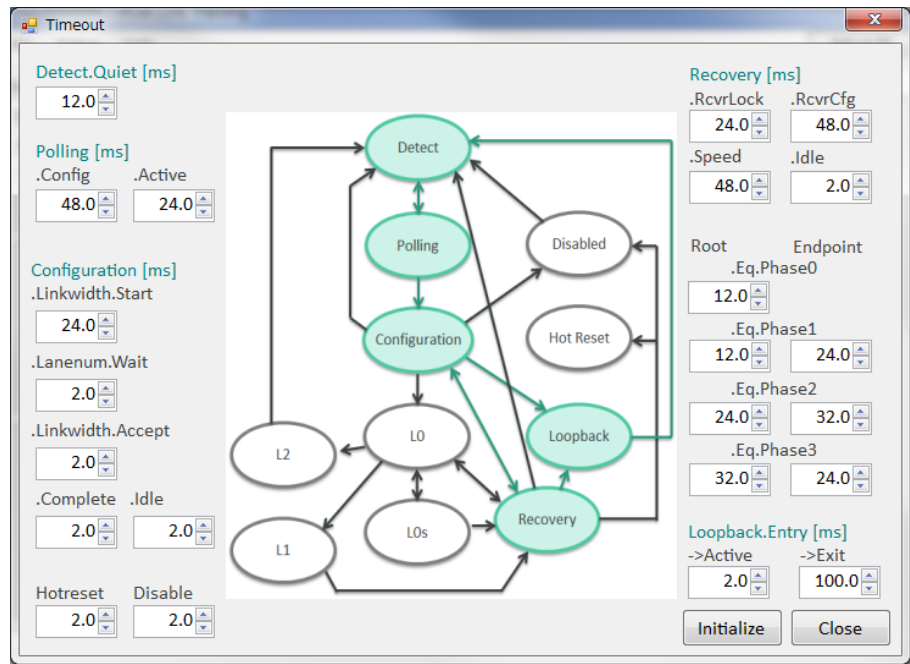 Timeout
Detect.Quiet [ms]
12.0
Polling [ms]
.Config .Active
48.0 24.0
Configuration [ms]
.Linkwidth.Start
24.0
.Lanenum.Wait
2.0
.Linkwidth.Accept
2.0
.Complete .Idle
2.0 2.0
Hotreset Disable
2.0 2.0
Detect
Polling
Disabled
Configuration
Hot Reset
L0
Loopback
L2
L0s
Recovery
L1
Recovery [ms]
.RcvrLock .RcvrCfg
24.0 48.0
.Speed .Idle
48.0 2.0
Root Endpoint
.Eq.Phase0
12.0
.Eq.Phase1
12.0 24.0
.Eq.Phase2
24.0 32.0
.Eq.Phase3
32.0 24.0
Loopback.Entry [ms]
->Active ->Exit
2.0 100.0
Initialize Close